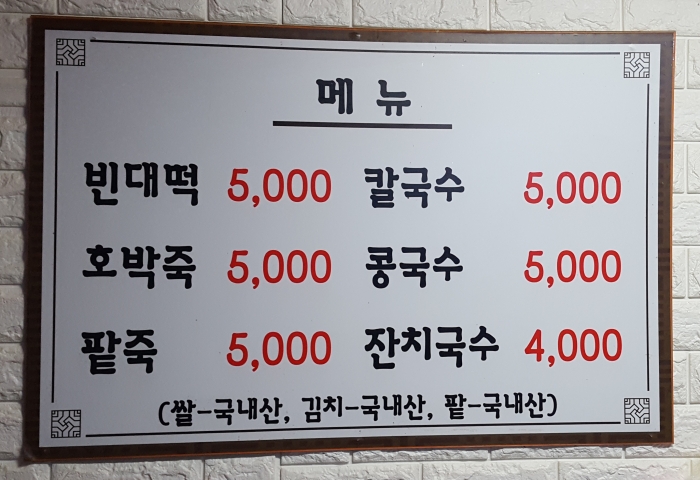 메뉴
빈대떡 5,000 칼국수 5,000
호박죽 5,000 콩국수 5,000
팥죽 5,000 잔치국수 4,000
(쌀-국내산, 김치-국내산, 팥-국내산)